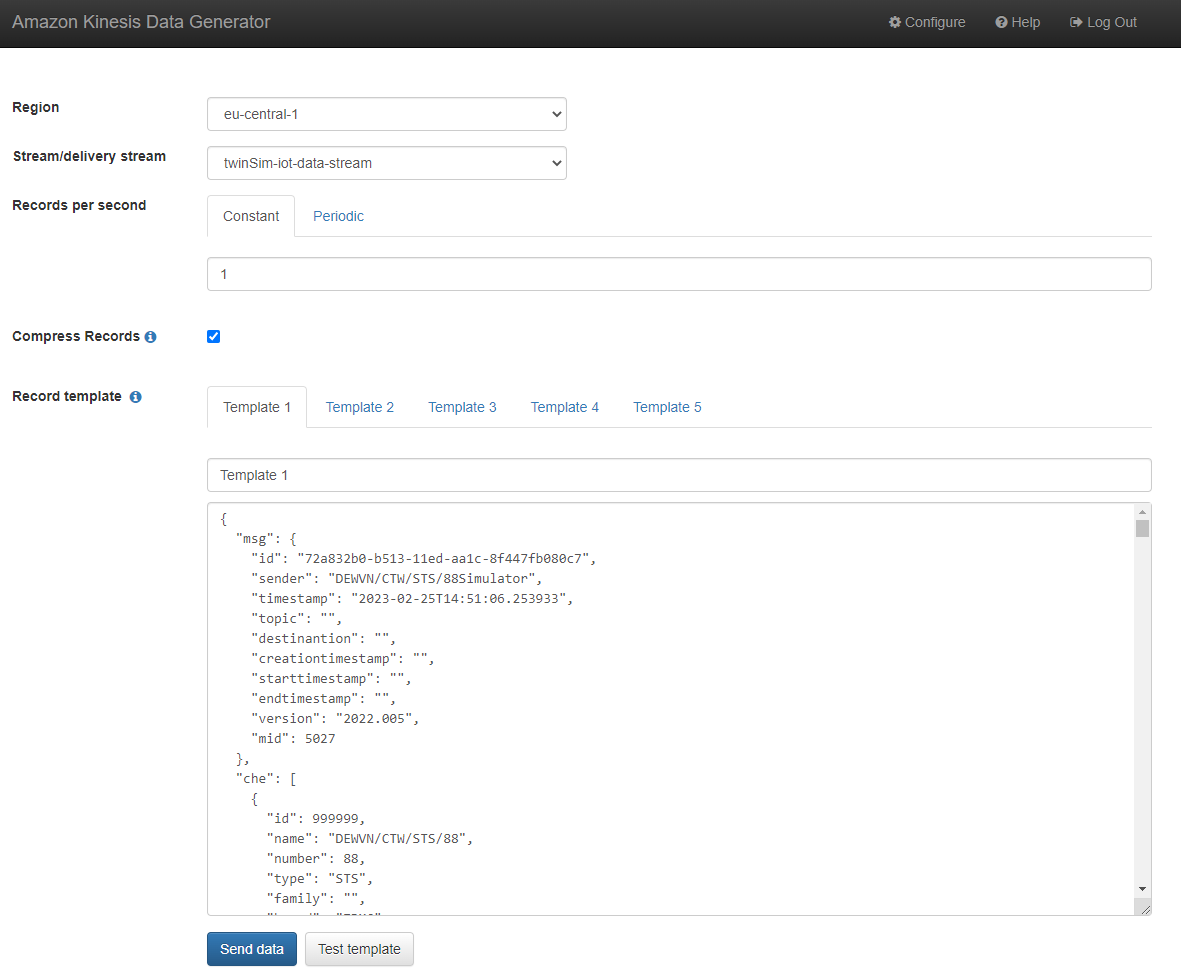 Amazon Kinesis Data Generator
Configure
Help
Log Out
Region
eu-central-1
Stream/delivery stream
twinSim-iot-data-stream
Records per second
Constant
Periodic
1
Compress Records
Record template
Template 1
Template 2
Template 3
Template 4
Template 5
Template 1
{
"msg": {
"id": "72a832b0-b513-11ed-aa1c-8f447fb080c7",
"sender": "DEWVN/CTW/STS/88Simulator",
"timestamp": "2023-02-25T14:51:06.253933",
"topic": "",
"destinantion": "",
"creationtimestamp": "",
"starttimestamp": "",
"endtimestamp": "",
"version": "2022.005",
"mid": 5027
},
"che": [
{
"id": 999999,
"name": "DEWVN/CTW/STS/88",
"number": 88,
"type": "STS",
"family": "",
Send data
Test template